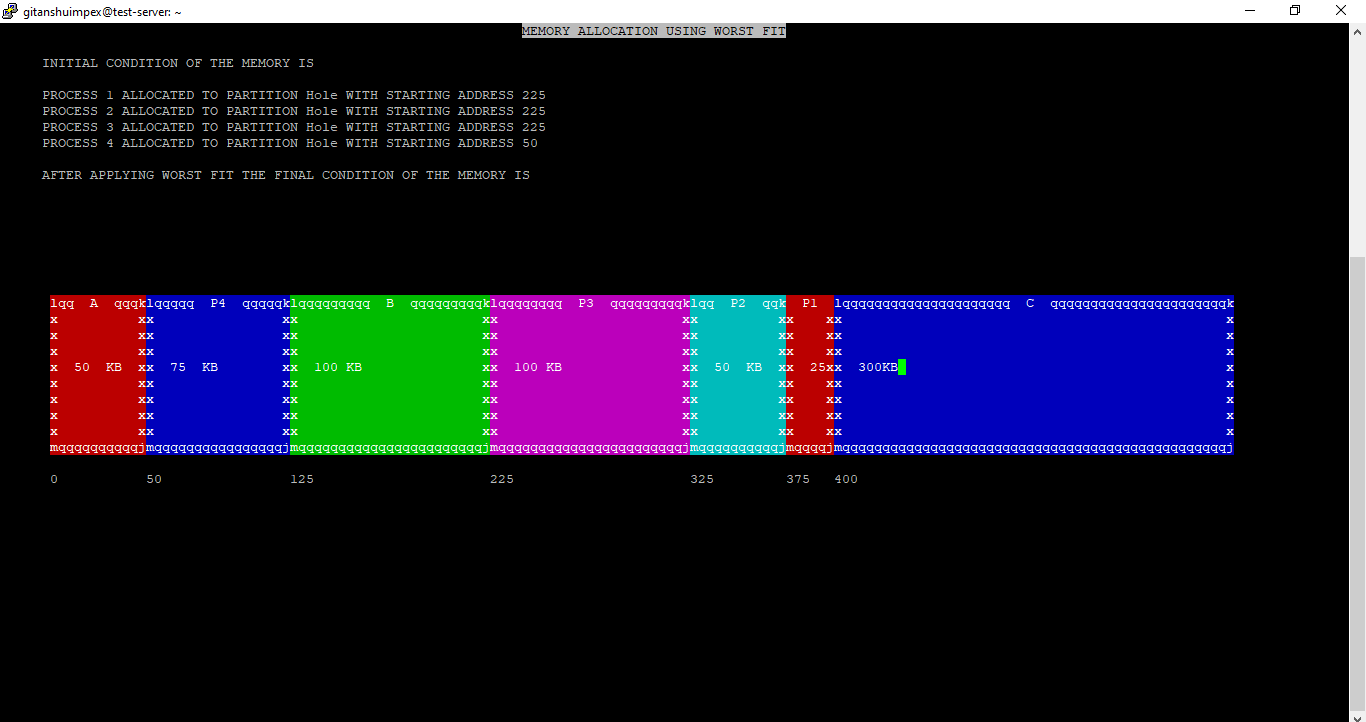 gitanshuimpex@test-server: ~
MEMORY ALLOCATION USING WORST FIT
INITIAL CONDITION OF THE MEMORY IS
PROCESS 1 ALLOCATED TO PARTITION Hole WITH STARTING ADDRESS 225
PROCESS 2 ALLOCATED TO PARTITION Hole WITH STARTING ADDRESS 225
PROCESS 3 ALLOCATED TO PARTITION Hole WITH STARTING ADDRESS 225
PROCESS 4 ALLOCATED TO PARTITION Hole WITH STARTING ADDRESS 50
AFTER APPLYING WORST FIT THE FINAL CONDITION OF THE MEMORY IS
lqq  A  qqqklqqqqq  P4  qqqqqklqqqqqqqqq  B  qqqqqqqqqklqqqqqqqq  P3  qqqqqqqqqklqq  P2  qqk  P1  lqqqqqqqqqqqqqqqqqqqqq  C  qqqqqqqqqqqqqqqqqqqqqqk
x          xx                xx                       xx                       xx          xx    xx                                                x
x          xx                xx                       xx                       xx          xx    xx                                                x
x          xx                xx                       xx                       xx          xx    xx                                                x
x  50  KB  xx  75  KB        xx  100 KB               xx  100 KB               xx  50  KB  xx  25xx  300KB                                        x
x          xx                xx                       xx                       xx          xx    xx                                                x
x          xx                xx                       xx                       xx          xx    xx                                                x
x          xx                xx                       xx                       xx          xx    xx                                                x
x          xx                xx                       xx                       xx          xx    xx                                                x
mqqqqqqqqqqjmqqqqqqqqqqqqqqqqjmqqqqqqqqqqqqqqqqqqqqqqqjmqqqqqqqqqqqqqqqqqqqqqqqjmqqqqqqqqqqjmqqqqjmqqqqqqqqqqqqqqqqqqqqqqqqqqqqqqqqqqqqqqqqqqqqqqqqj
0 50 125 225 325 375 400